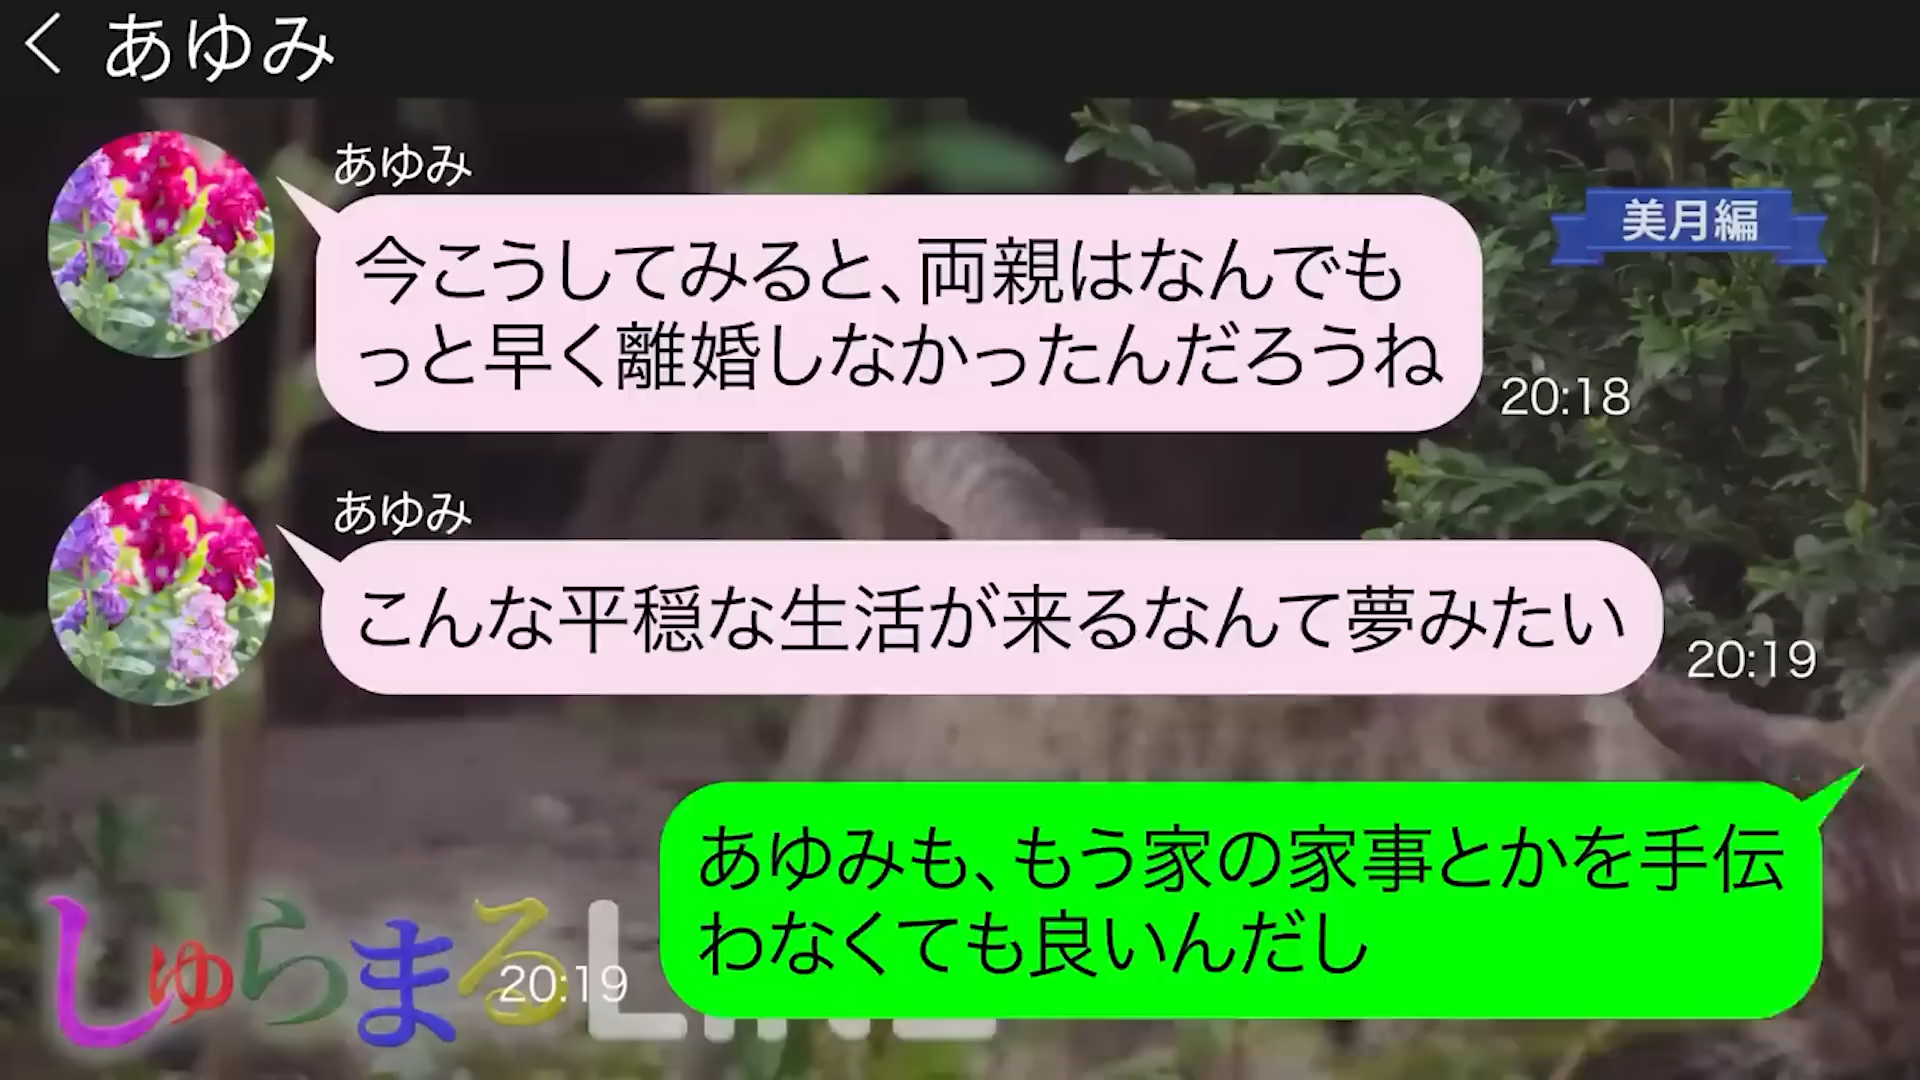 あゆみ
あゆみ
美月編
今こうしてみると、両親はなんでも
っと早く離婚しなかったんだろうね
20:18
あゆみ
こんな平穏な生活が来るなんて夢みたい
20:19
あゆみも、もう家の家事とかを手伝
わなくても良いんだし
20:19
しゅらまるLINE